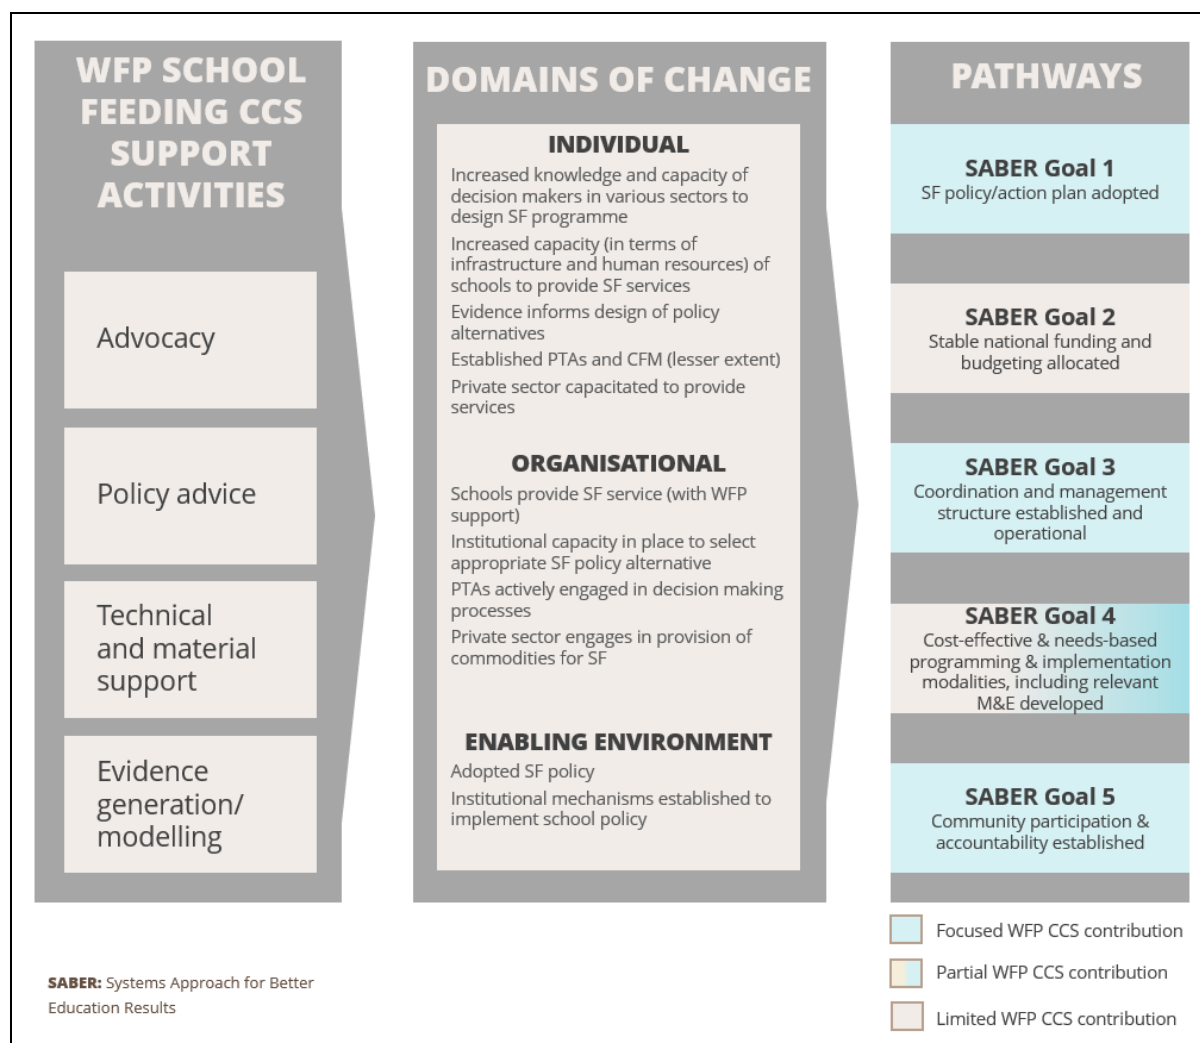 WFP SCHOOL
FEEDING CCS
SUPPORT
ACTIVITIES
Advocacy
Policy advice
Technical
and material
support
Evidence
generation/
modelling
DOMAINS OF CHANGE
INDIVIDUAL
Increased knowledge and capacity of
decision makers in various sectors to
design SF programme
Increased capacity (in terms of
infrastructure and human resources) of
schools to provide SF services
Evidence informs design of policy
alternatives
Established PTAs and CFM (lesser extent)
Private sector capacitated to provide
services
ORGANISATIONAL
Schools provide SF service (with WFP
support)
Institutional capacity in place to select
appropriate SF policy alternative
PTAs actively engaged in decision making
processes
Private sector engages in provision of
commodities for SF
ENABLING ENVIRONMENT
Adopted SF policy
Institutional mechanisms established to
implement school policy
PATHWAYS
SABER Goal 1
SF policy/action plan adopted
SABER Goal 2
Stable national funding and
budgeting allocated
SABER Goal 3
Coordination and management
structure established and
operational
SABER Goal 4
Cost-effective & needs-based
programming & implementation
modalities, including relevant
M&E developed
SABER Goal 5
Community participation &
accountability established
Focused WFP CCS contribution
Partial WFP CCS contribution
Limited WFP CCS contribution
SABER: Systems Approach for Better
Education Results